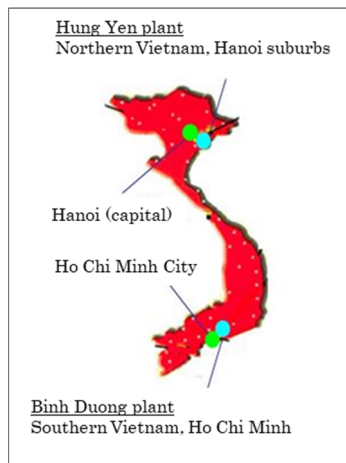 Hung Yen plant
Northern Vietnam, Hanoi suburbs
Hanoi (capital)
Ho Chi Minh City
Binh Duong plant
Southern Vietnam, Ho Chi Minh